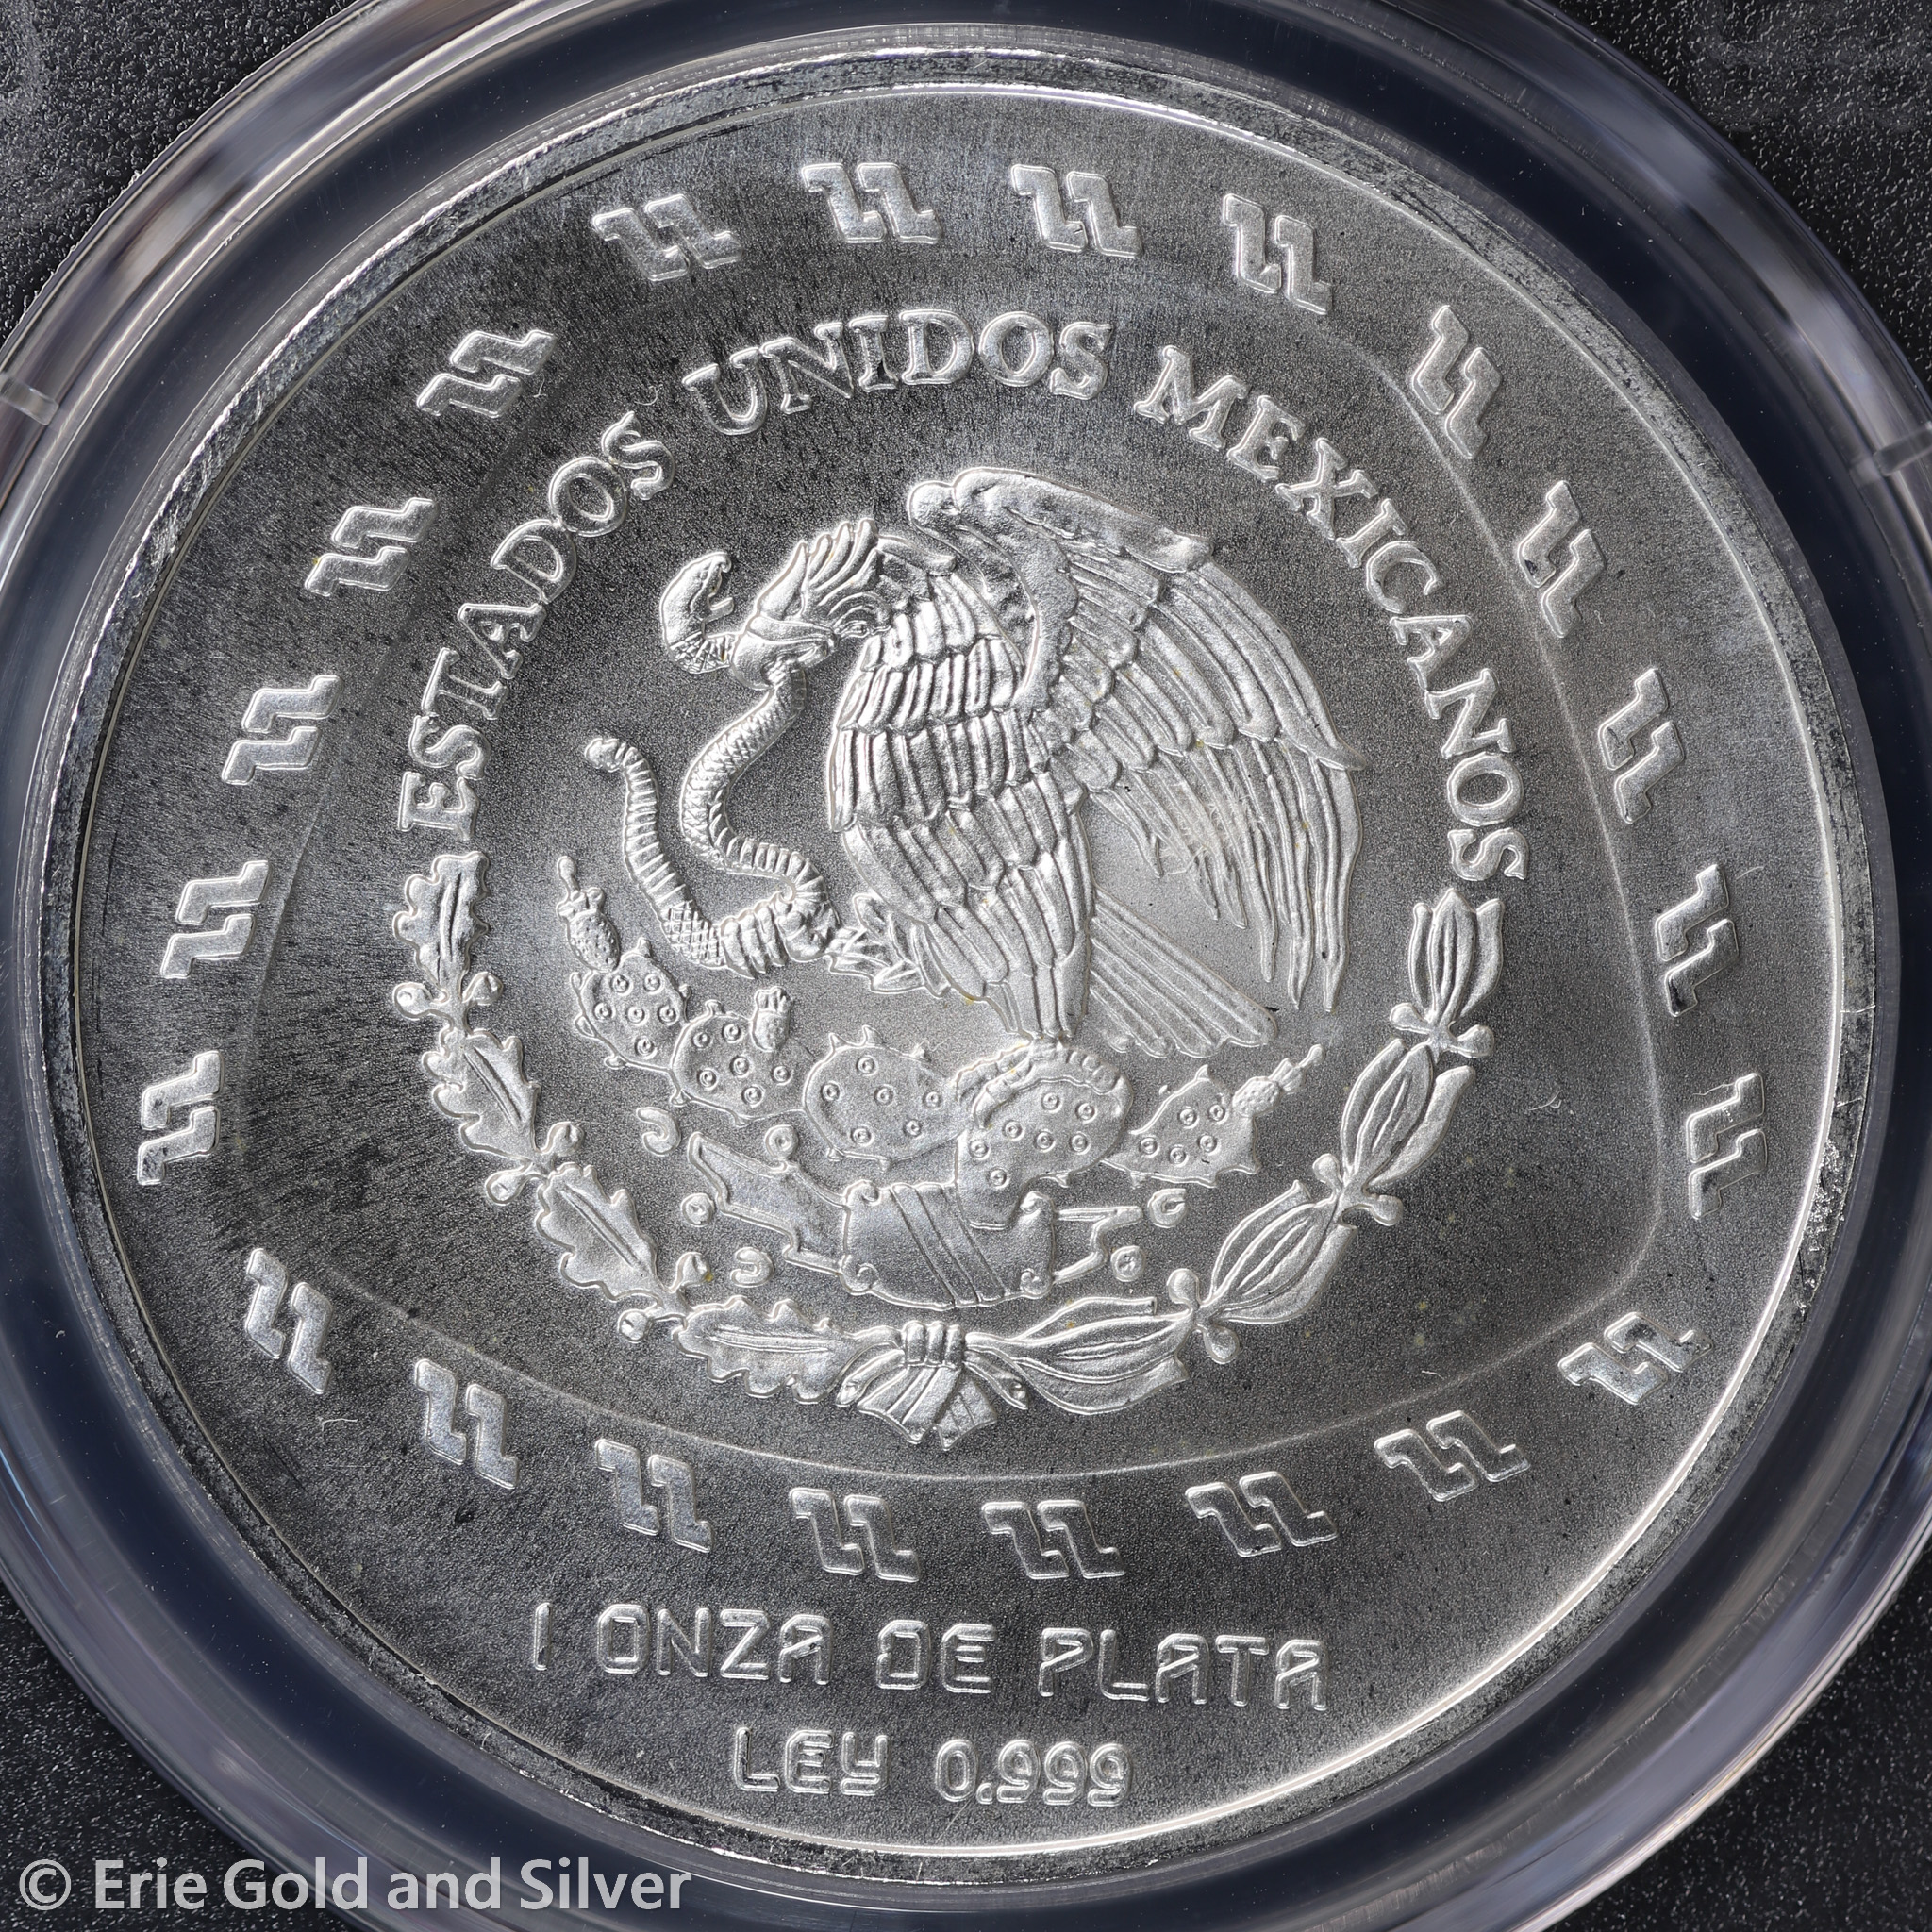 ESTADOS UNIDOS MEXICANOS
1 ONZA DE PLATA
LEY 0.999
© Erie Gold and Silver